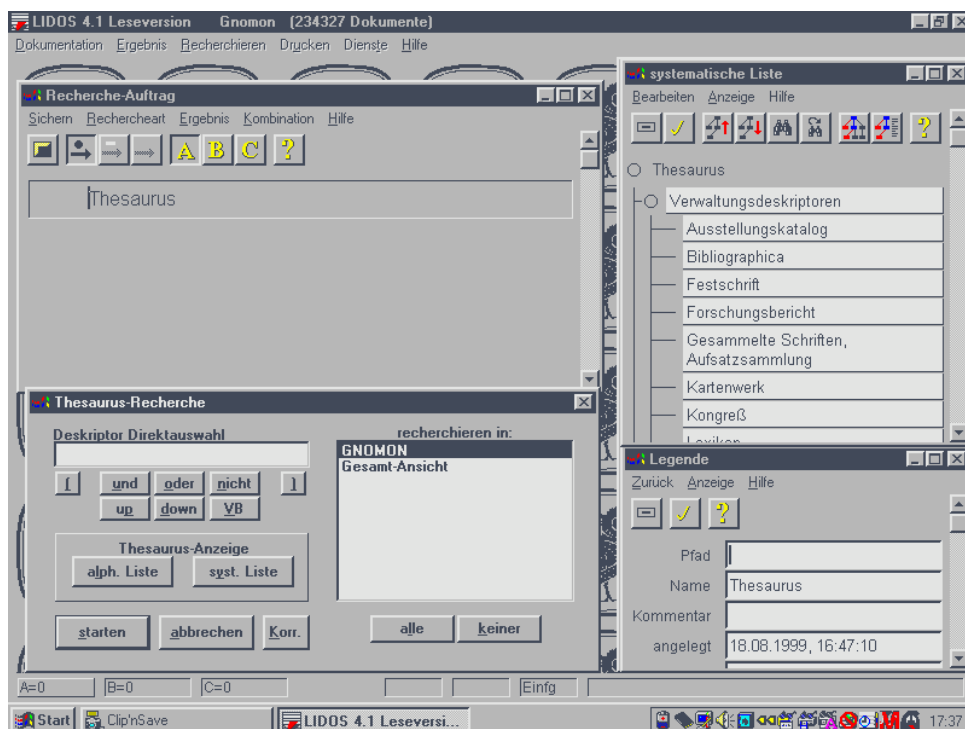 LIDOS 4.1 Leseversion Gnomon (234327 Dokumente)
Dokumentation Ergebnis Recherchieren Drucken Dienste Hilfe
Recherche-Auftrag
Sichern Rechercheart Ergebnis Kombination Hilfe
A B C ?
Thesaurus
systematische Liste
Bearbeiten Anzeige Hilfe
?
Thesaurus
Verwaltungsdeskriptoren
Ausstellungskatalog
Bibliographica
Festschrift
Forschungsbericht
Gesammelte Schriften,
Aufsatzsammlung
Kartenwerk
Kongreß
Lexikon
Thesaurus-Recherche
Deskriptor Direktauswahl
[ und oder nicht ]
up down VB
Thesaurus-Anzeige
alph. Liste syst. Liste
starten abbrechen Korr.
recherchieren in:
GNOMON
Gesamt-Ansicht
alle keiner
Legende
Zurück Anzeige Hilfe
?
Pfad
Name Thesaurus
Kommentar
angelegt 18.08.1999, 16:47:10
A=0 B=0 C=0 Einfg
Start Clip'nSave LIDOS 4.1 Leseversi... 17:37